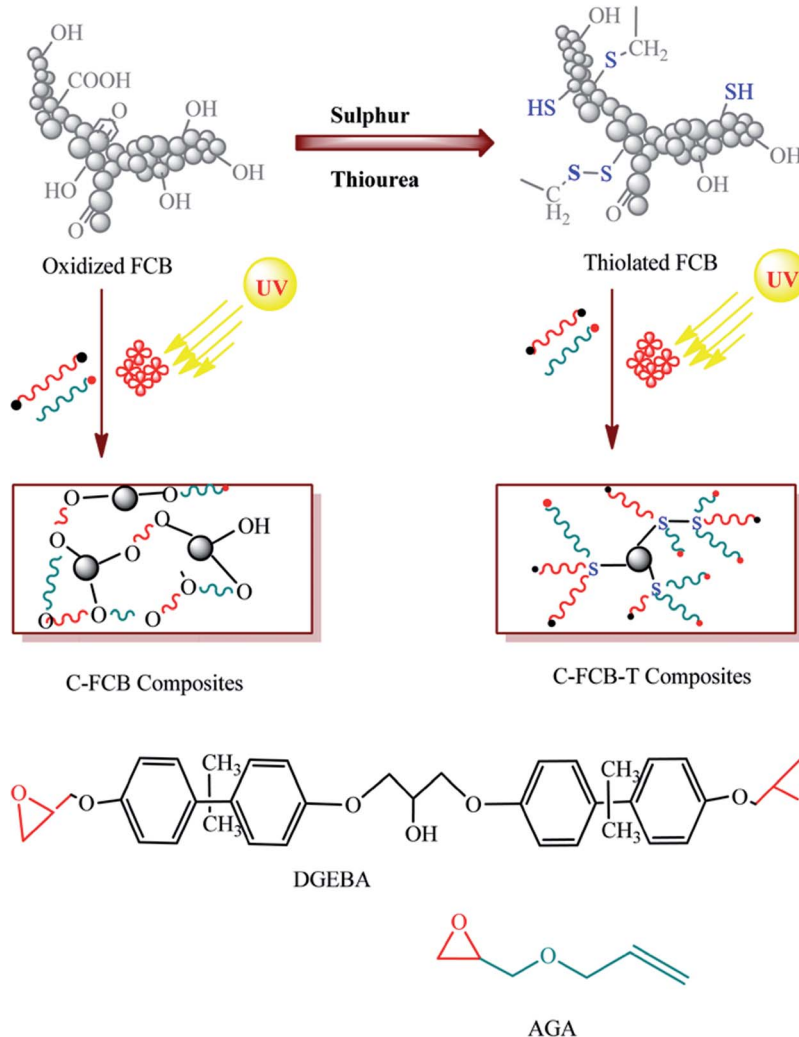 OH
COOH
O
OH
HO
OH
OH
O
Oxidized FCB
Sulphur
Thiourea
OH
S
CH2
HS
SH
OH
S
S
C
H2
OH
O
Thiolated FCB
UV
UV
O
O
OH
O
O
O
O
O
O
O
O
S
S
S
S
C-FCB Composites
C-FCB-T Composites
CH3
CH3
O
O
O
O
O
CH3
CH3
OH
DGEBA
O
O
AGA